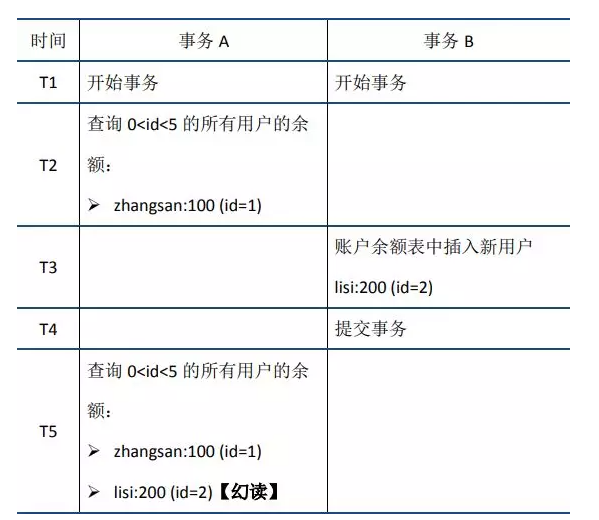 时间 事务 A 事务 B
T1 开始事务 开始事务
查询 0<id<5 的所有用户的余
额：
T2
➢ zhangsan:100 (id=1)
账户余额表中插入新用户
T3
lisi:200 (id=2)
T4 提交事务
查询 0<id<5 的所有用户的余
额：
T5
➢ zhangsan:100 (id=1)
➢ lisi:200 (id=2)【幻读】